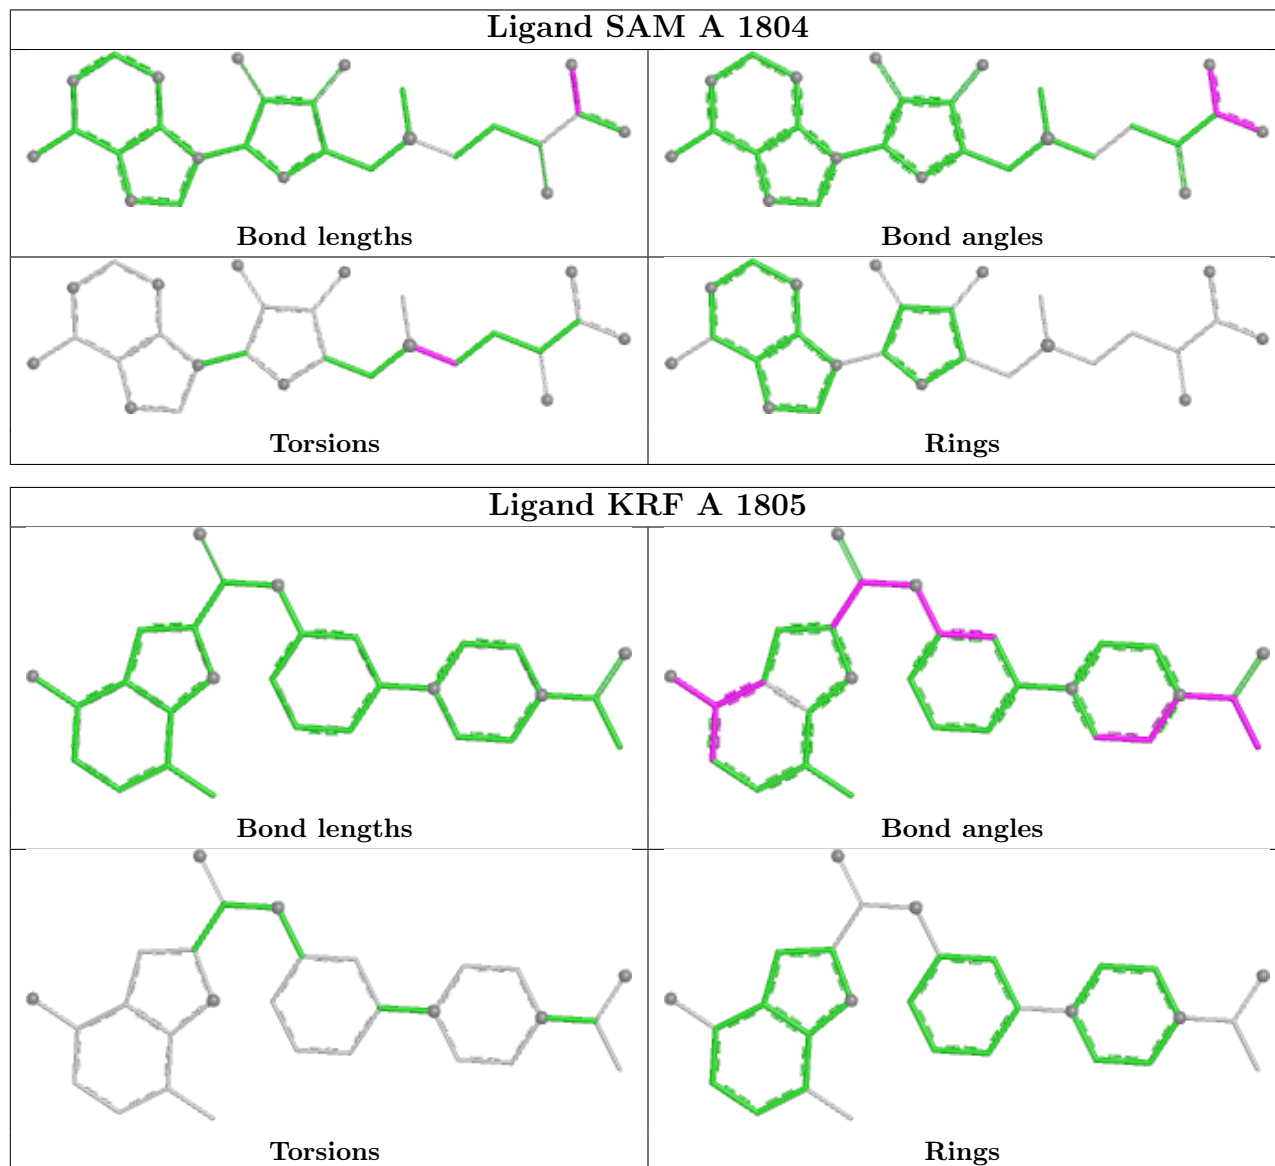 Ligand SAM A 1804
Bond lengths
Bond angles
Torsions
Rings
Ligand KRF A 1805
Bond lengths
Bond angles
Torsions
Rings